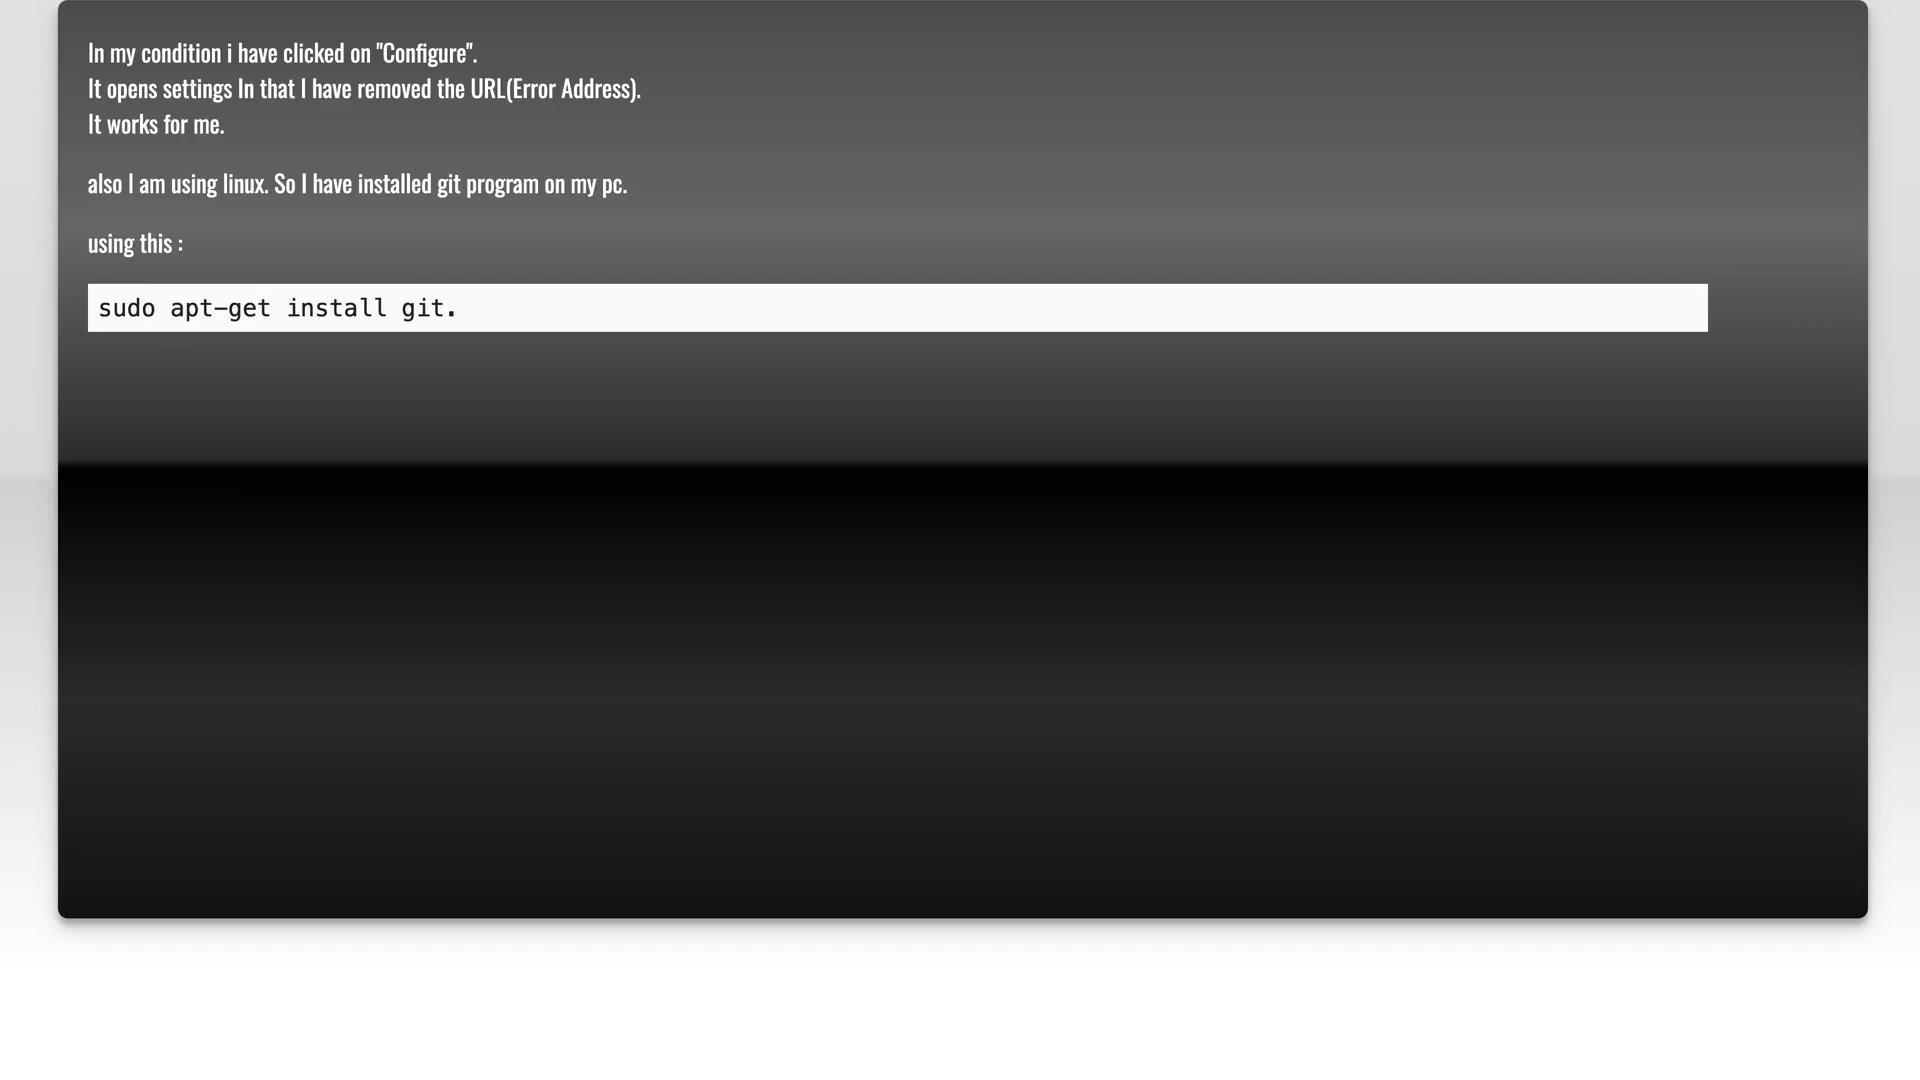 In my condition i have clicked on "Configure".
It opens settings In that I have removed the URL(Error Address).
It works for me.
also I am using linux. So I have installed git program on my pc.
using this :
sudo apt-get install git.